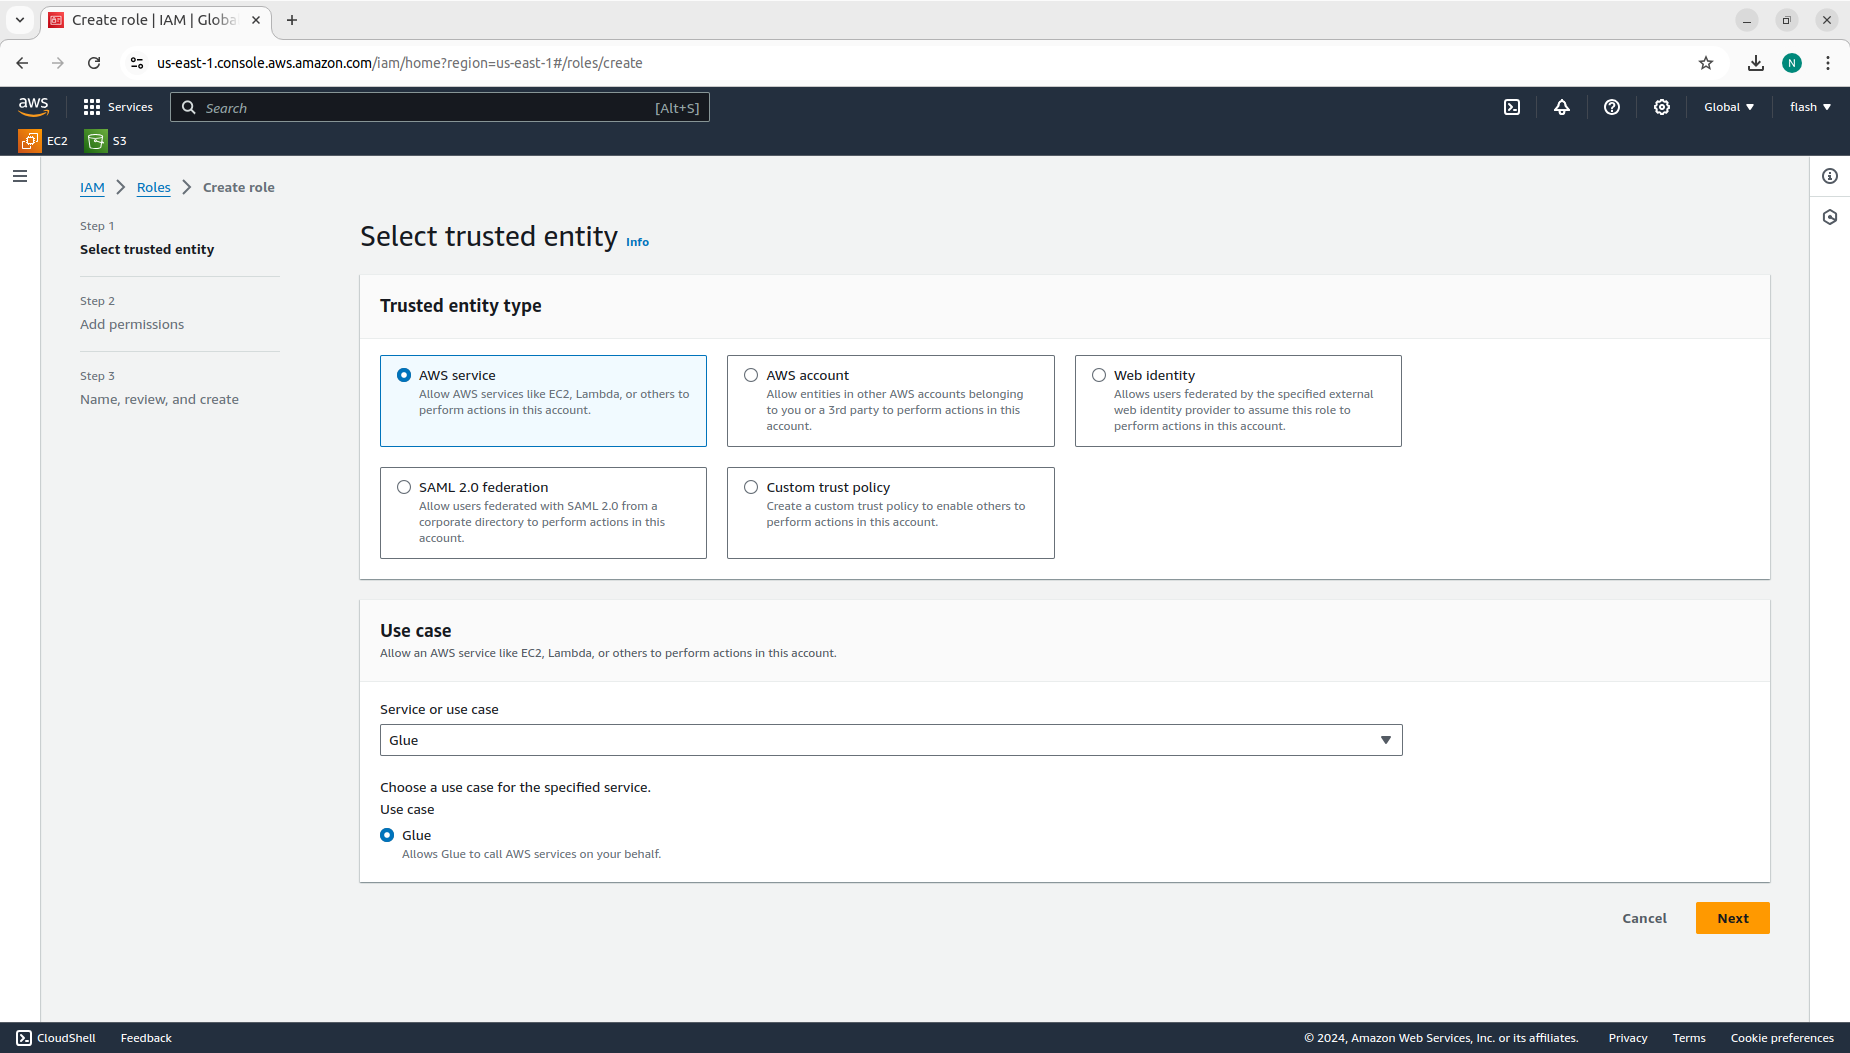 Create role | IAM | Globa
us-east-1.console.aws.amazon.com/iam/home?region=us-east-1#/roles/create
N
aws
Services
Search
[Alt+S]
Global
flash
EC2
S3
IAM
Roles
Create role
Step 1
Select trusted entity
Step 2
Add permissions
Step 3
Name, review, and create
Select trusted entity Info
Trusted entity type
AWS service
Allow AWS services like EC2, Lambda, or others to
perform actions in this account.
AWS account
Allow entities in other AWS accounts belonging
to you or a 3rd party to perform actions in this
account.
Web identity
Allows users federated by the specified external
web identity provider to assume this role to
perform actions in this account.
SAML 2.0 federation
Allow users federated with SAML 2.0 from a
corporate directory to perform actions in this
account.
Custom trust policy
Create a custom trust policy to enable others to
perform actions in this account.
Use case
Allow an AWS service like EC2, Lambda, or others to perform actions in this account.
Service or use case
Glue
Choose a use case for the specified service.
Use case
Glue
Allows Glue to call AWS services on your behalf.
Cancel
Next
CloudShell
Feedback
© 2024, Amazon Web Services, Inc. or its affiliates.
Privacy
Terms
Cookie preferences